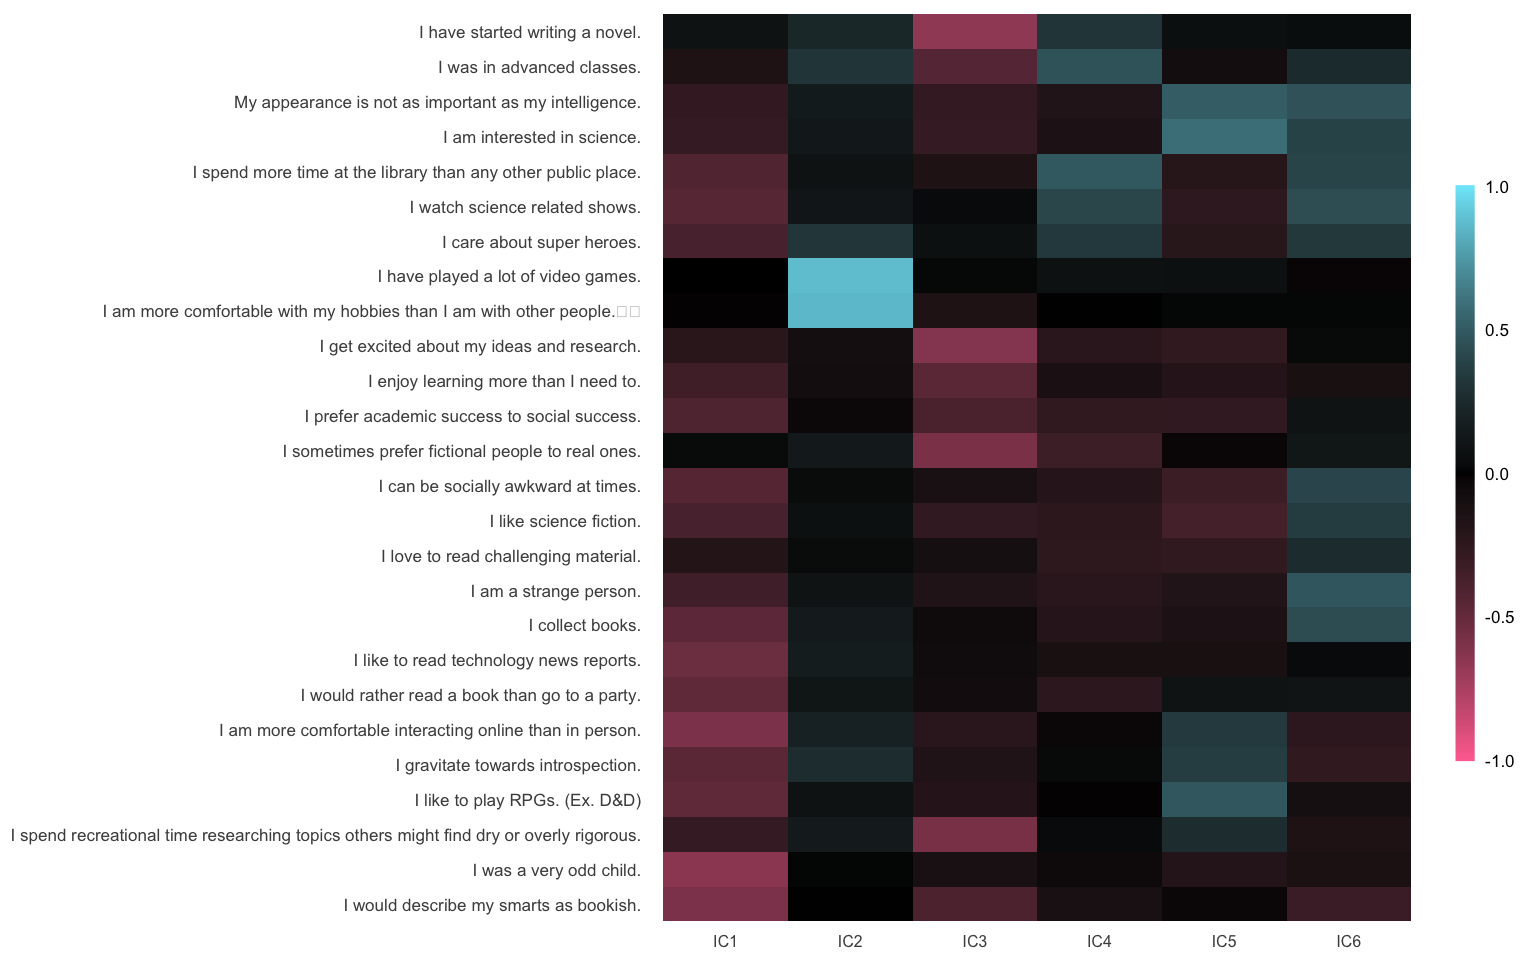 I have started writing a novel.
I was in advanced classes.
My appearance is not as important as my intelligence.
I am interested in science.
I spend more time at the library than any other public place.
I watch science related shows.
I care about super heroes.
I have played a lot of video games.
I am more comfortable with my hobbies than I am with other people.□□
I get excited about my ideas and research.
I enjoy learning more than I need to.
I prefer academic success to social success.
I sometimes prefer fictional people to real ones.
I can be socially awkward at times.
I like science fiction.
I love to read challenging material.
I am a strange person.
I collect books.
I like to read technology news reports.
I would rather read a book than go to a party.
I am more comfortable interacting online than in person.
I gravitate towards introspection.
I like to play RPGs. (Ex. D&D)
I spend recreational time researching topics others might find dry or overly rigorous.
I was a very odd child.
I would describe my smarts as bookish.
IC1 IC2 IC3 IC4 IC5 IC6
1.0
0.5
0.0
-0.5
-1.0